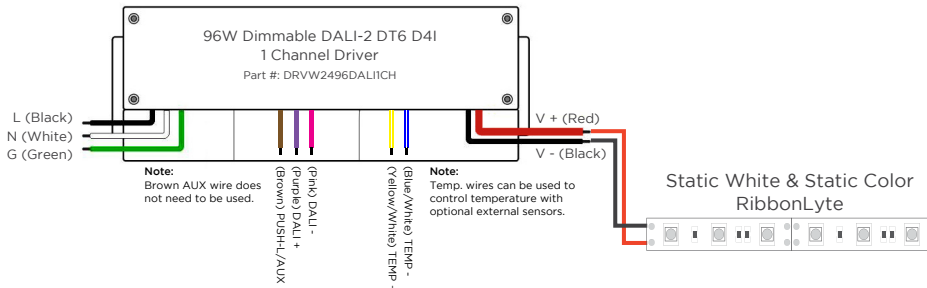 96W Dimmable DALI-2 DT6 D4I
1 Channel Driver
Part #: DRVW2496DALI1CH
L (Black)
N (White)
G (Green)
V + (Red)
V - (Black)
Note:
Brown AUX wire does
not need to be used.
(Brown) PUSH-L/AUX
(Purple) DALI +
(Pink) DALI -
(Yellow/White) TEMP -
(Blue/White) TEMP -
Note:
Temp. wires can be used to
control temperature with
optional external sensors.
Static White & Static Color
RibbonLyte